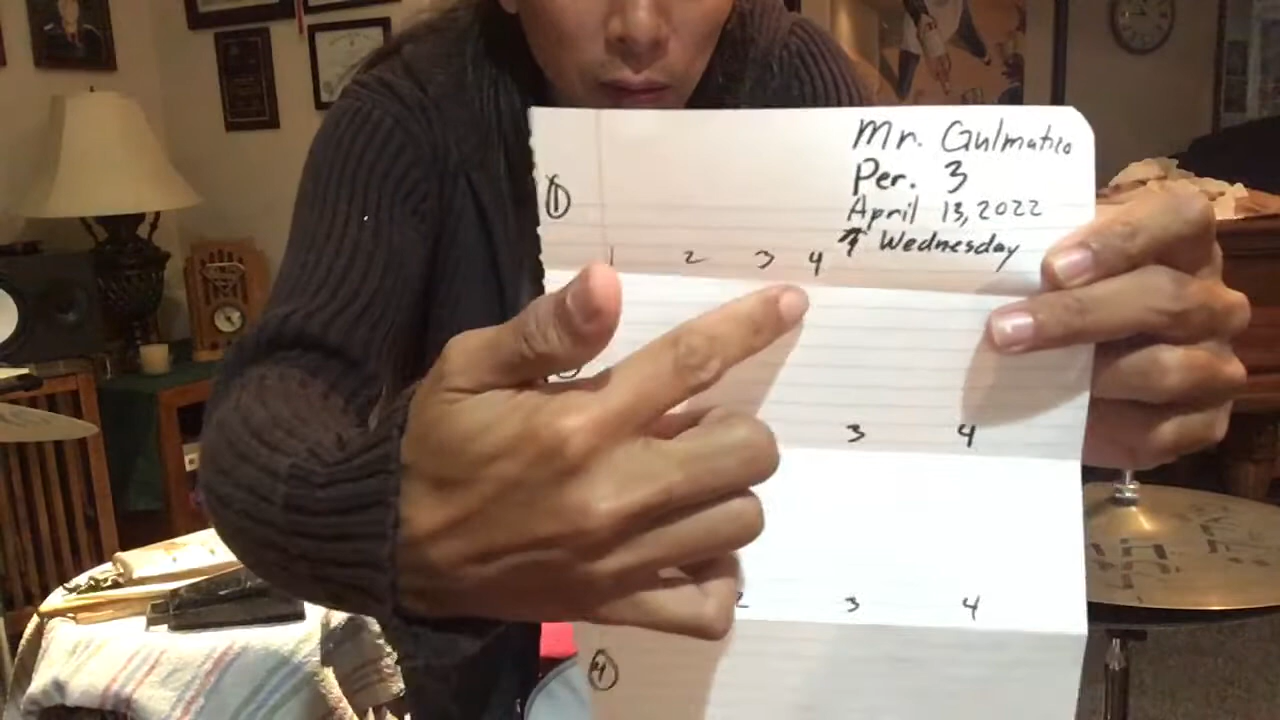 Mr. Gulmatico
Per. 3
April 13, 2022
Wednesday
①
1 2 3 4
3 4
2 3 4
④